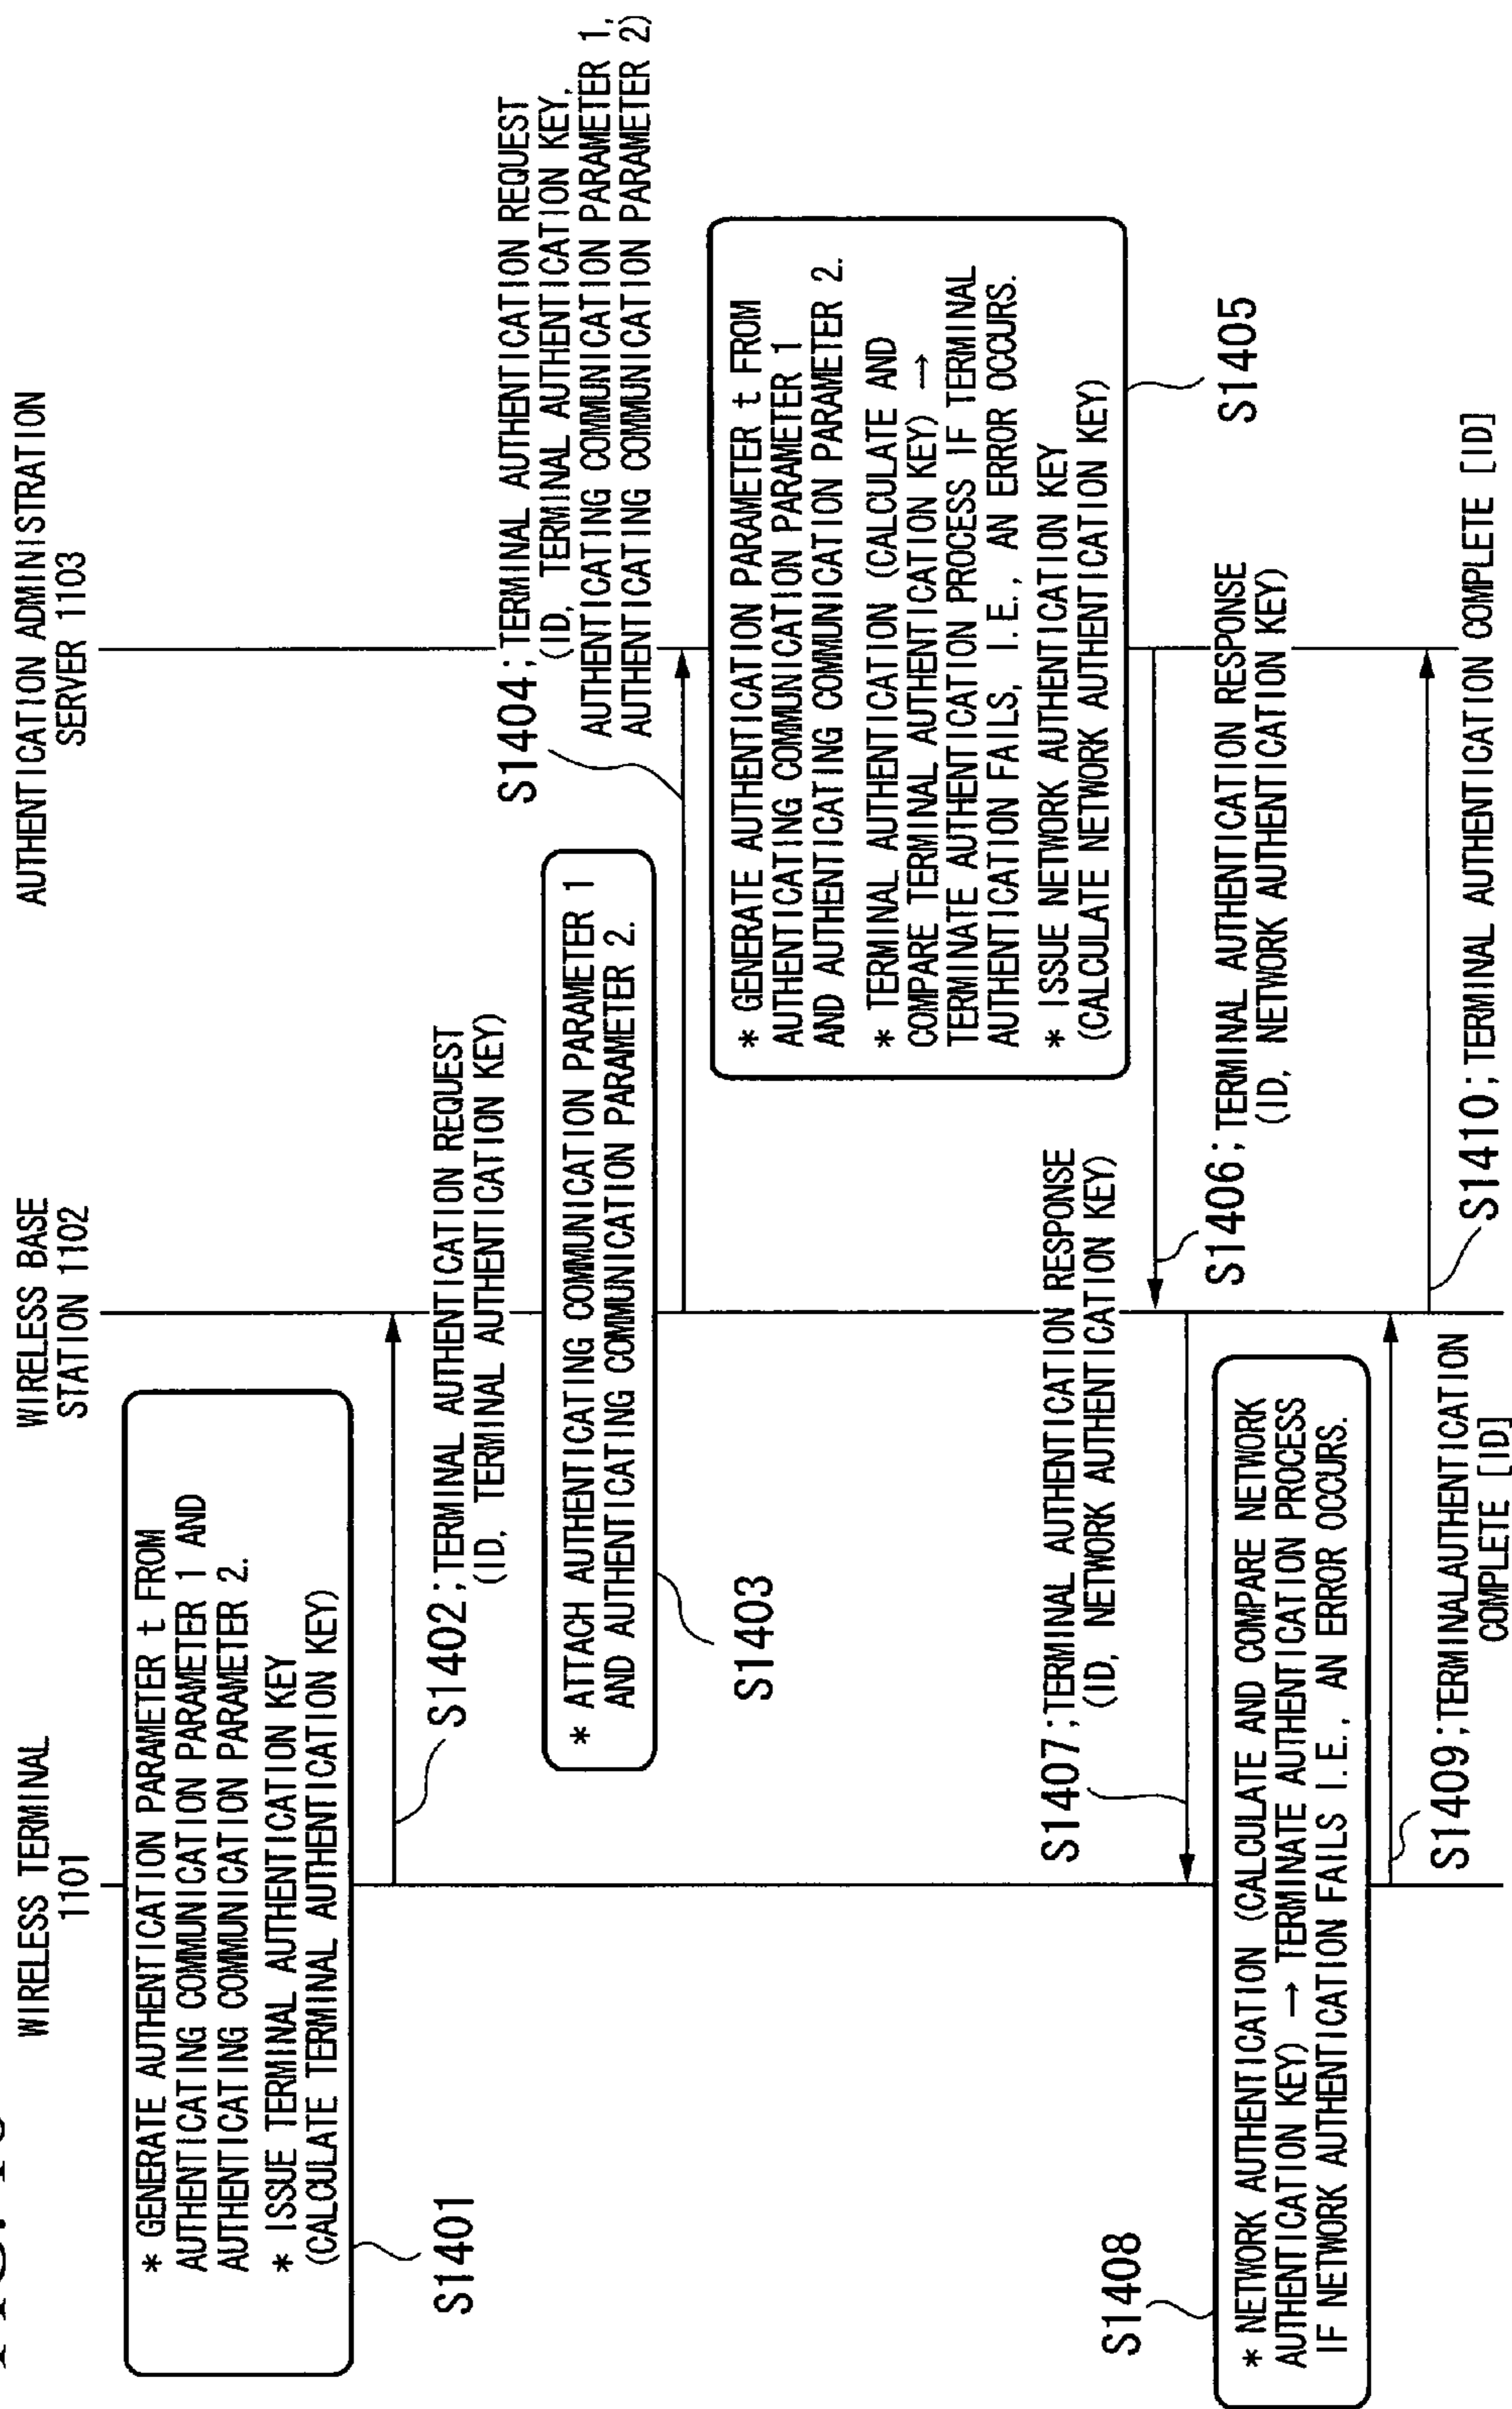 WIRELESS TERMINAL
1101
WIRELESS BASE
STATION 1102
AUTHENTICATION ADMINISTRATION
SERVER 1103
* GENERATE AUTHENTICATION PARAMETER t FROM
AUTHENTICATING COMMUNICATION PARAMETER 1 AND
AUTHENTICATING COMMUNICATION PARAMETER 2.
* ISSUE TERMINAL AUTHENTICATION KEY
(CALCULATE TERMINAL AUTHENTICATION KEY)
S1401
S1402; TERMINAL AUTHENTICATION REQUEST
(ID, TERMINAL AUTHENTICATION KEY)
* ATTACH AUTHENTICATING COMMUNICATION PARAMETER 1
AND AUTHENTICATING COMMUNICATION PARAMETER 2.
S1403
S1404; TERMINAL AUTHENTICATION REQUEST
(ID, TERMINAL AUTHENTICATION KEY,
AUTHENTICATING COMMUNICATION PARAMETER 1,
AUTHENTICATING COMMUNICATION PARAMETER 2)
* GENERATE AUTHENTICATION PARAMETER t FROM
AUTHENTICATING COMMUNICATION PARAMETER 1
AND AUTHENTICATING COMMUNICATION PARAMETER 2.
* TERMINAL AUTHENTICATION (CALCULATE AND
COMPARE TERMINAL AUTHENTICATION KEY) →
TERMINATE AUTHENTICATION PROCESS IF TERMINAL
AUTHENTICATION FAILS, I.E., AN ERROR OCCURS.
* ISSUE NETWORK AUTHENTICATION KEY
(CALCULATE NETWORK AUTHENTICATION KEY)
S1405
S1406; TERMINAL AUTHENTICATION RESPONSE
(ID, NETWORK AUTHENTICATION KEY)
S1407; TERMINAL AUTHENTICATION RESPONSE
(ID, NETWORK AUTHENTICATION KEY)
S1408
* NETWORK AUTHENTICATION (CALCULATE AND COMPARE NETWORK
AUTHENTICATION KEY) → TERMINATE AUTHENTICATION PROCESS
IF NETWORK AUTHENTICATION FAILS I.E., AN ERROR OCCURS.
S1409; TERMINALAUTHENTICATION
COMPLETE [ID]
S1410; TERMINAL AUTHENTICATION COMPLETE [ID]